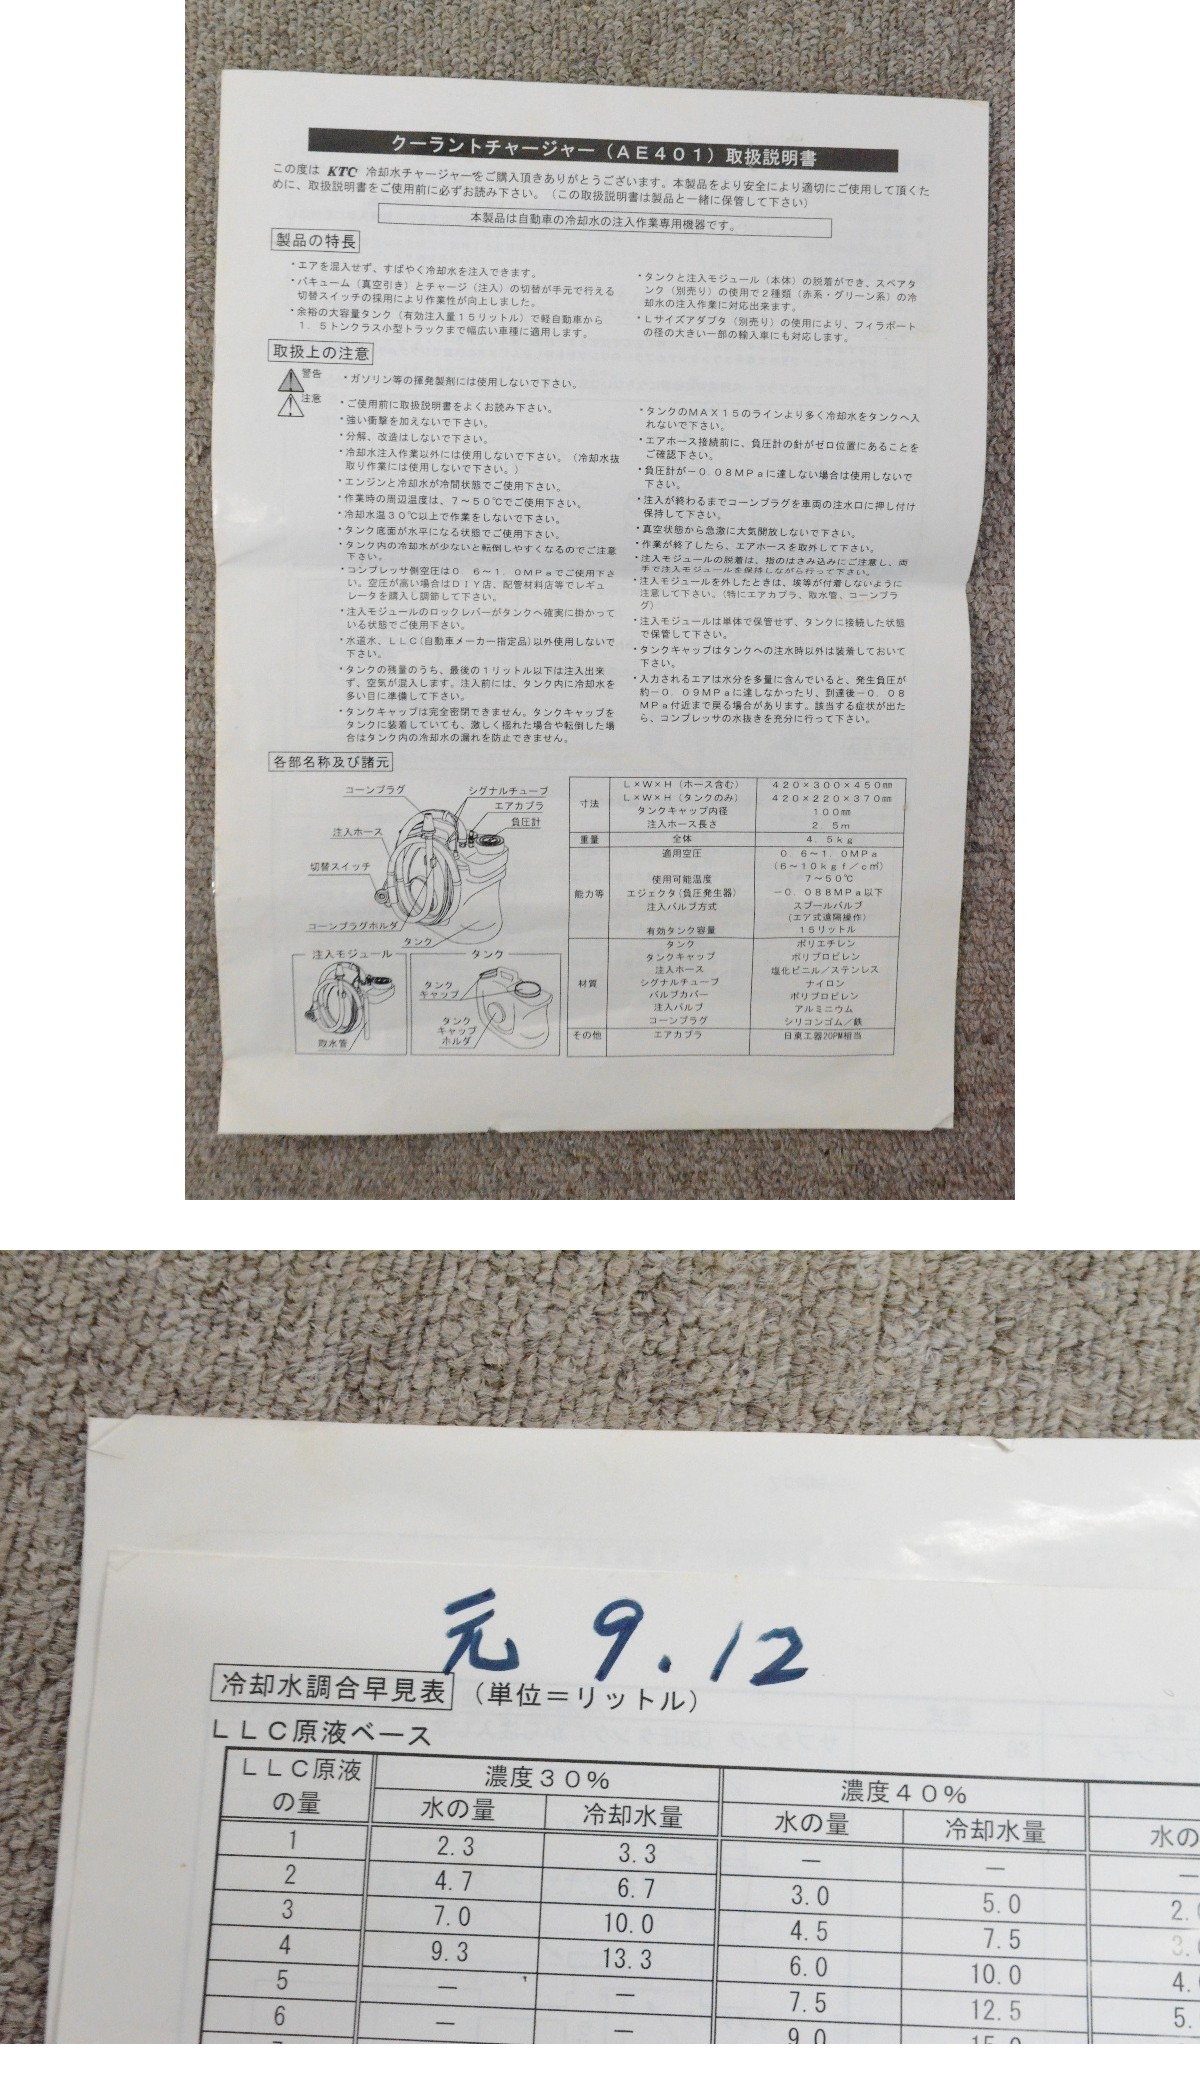 クーラントチャージャー（ＡＥ４０１）取扱説明書
この度は KTC 冷却水チャージャーをご購入頂きありがとうございます。本製品をより安全により適切にご使用して頂くた
めに、取扱説明書をご使用前に必ずお読み下さい。（この取扱説明書は製品と一緒に保管して下さい）
本製品は自動車の冷却水の注入作業専用機器です。
製品の特長
・エアを混入せず、すばやく冷却水を注入できます。
・バキューム（真空引き）とチャージ（注入）の切替が手元で行える
切替スイッチの採用により作業性が向上しました。
・余裕の大容量タンク（有効注入量１５リットル）で軽自動車から
１．５トンクラス小型トラックまで幅広い車種に適用します。
・タンクと注入モジュール（本体）の脱着ができ、スペアタ
ンク（別売り）の使用で２種類（赤系・グリーン系）の冷
却水の注入作業に対応出来ます。
・Ｌサイズアダプタ（別売り）の使用により、フィラポート
の径の大きい一部の輸入車にも対応します。
取扱上の注意
警告
・ガソリン等の揮発製剤には使用しないで下さい。
注意
・ご使用前に取扱説明書をよくお読み下さい。
・強い衝撃を加えないで下さい。
・分解、改造はしないで下さい。
・冷却水注入作業以外には使用しないで下さい。（冷却水抜
取り作業には使用しないで下さい。）
・エンジンと冷却水が冷間状態でご使用下さい。
・作業時の周辺温度は、７～５０℃でご使用下さい。
・冷却水温３０℃以上で作業をしないで下さい。
・タンク底面が水平になる状態でご使用下さい。
・タンク内の冷却水が少ないと転倒しやすくなるのでご注意
下さい。
・コンプレッサ側空圧は０．６～１．０ＭＰａでご使用下さ
い。空圧が高い場合はＤＩＹ店、配管材料店等でレギュ
レータを購入し調節して下さい。
・注入モジュールのロックレバーがタンクへ確実に掛かって
いる状態でご使用下さい。
・水道水、ＬＬＣ(自動車メーカー指定品)以外使用しないで
下さい。
・タンクの残量のうち、最後の１リットル以下は注入出来
ず、空気が混入します。注入前には、タンク内に冷却水を
多い目に準備して下さい。
・タンクキャップは完全密閉できません。タンクキャップを
タンクに装着していても、激しく揺れた場合や転倒した場
合はタンク内の冷却水の漏れを防止できません。
・タンクのＭＡＸ１５のラインより多く冷却水をタンクへ入
れないで下さい。
・エアホース接続前に、負圧計の針がゼロ位置にあることを
ご確認下さい。
・負圧計が－０．０８ＭＰａに達しない場合は使用しないで
下さい。
・注入が終わるまでコーンプラグを車両の注水口に押し付け
保持して下さい。
・真空状態から急激に大気開放しないで下さい。
・作業が終了したら、エアホースを取外して下さい。
・注入モジュールの脱着は、指のはさみ込みにご注意し、両
手で注入モジュールを保持しながら行って下さい。
・注入モジュールを外したときは、埃等が付着しないように
注意して下さい。（特にエアカプラ、取水管、コーンプラ
グ）
・注入モジュールは単体で保管せず、タンクに接続した状態
で保管して下さい。
・タンクキャップはタンクへの注水時以外は装着しておいて
下さい。
・入力されるエアは水分を多量に含んでいると、発生負圧が
約－０．０９ＭＰａに達しなかったり、到達後－０．０８
ＭＰａ付近まで戻る場合があります。該当する症状が出た
ら、コンプレッサの水抜きを充分に行って下さい。
各部名称及び諸元
コーンプラグ
シグナルチューブ
エアカプラ
負圧計
注入ホース
切替スイッチ
コーンプラグホルダ
タンク
注入モジュール
取水管
タンク
タンク
キャップ
タンク
キャップ
ホルダ
寸法 Ｌ×Ｗ×Ｈ（ホース含む） ４２０×３００×４５０㎜
Ｌ×Ｗ×Ｈ（タンクのみ） ４２０×２２０×３７０㎜
タンクキャップ内径 １００㎜
注入ホース長さ ２．５ｍ
重量 全体 ４．５ｋｇ
能力等 適用空圧 ０．６～１．０ＭＰａ
（６～１０ｋｇｆ／ｃ㎡）
使用可能温度 ７～５０℃
エジェクタ(負圧発生器) －０．０８８ＭＰａ以下
注入バルブ方式 スプールバルブ
（エア式遠隔操作）
有効タンク容量 １５リットル
材質 タンク ポリエチレン
タンクキャップ ポリプロピレン
注入ホース 塩化ビニル／ステンレス
シグナルチューブ ナイロン
バルブカバー ポリプロピレン
注入バルブ アルミニウム
コーンプラグ シリコンゴム／鉄
その他 エアカプラ 日東工器20PM相当
元 9.12
冷却水調合早見表 （単位＝リットル）
ＬＬＣ原液ベース
ＬＬＣ原液 濃度３０％ 濃度４０％
の量 水の量 冷却水量 水の量 冷却水量 水の
1 2.3 3.3 － － －
2 4.7 6.7 3.0 5.0 2.0
3 7.0 10.0 4.5 7.5 3.
4 9.3 13.3 6.0 10.0 4.
5 － － 7.5 12.5 5.
6 － － 9.0 15.0